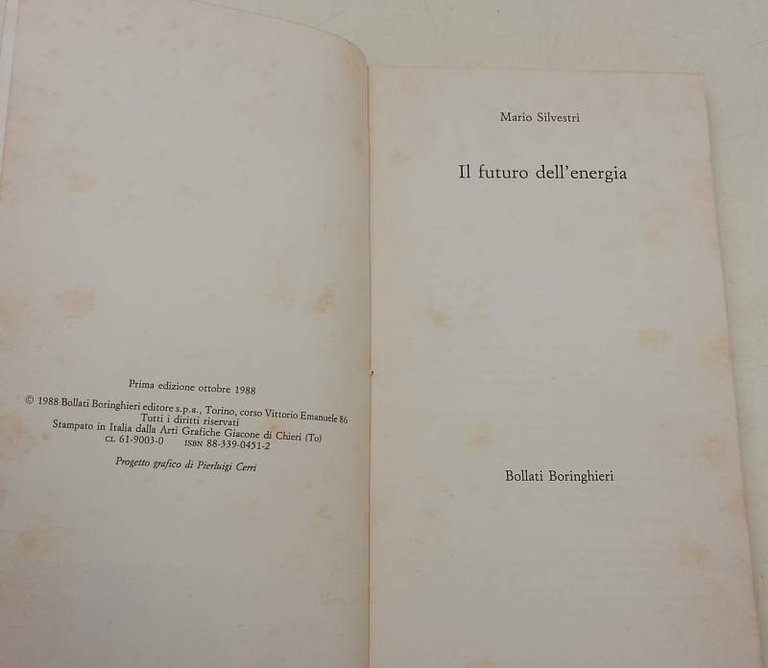 Prima edizione ottobre 1988
© 1988 Bollati Boringhieri editore s.p.a., Torino, corso Vittorio Emanuele 86
Tutti i diritti riservati
Stampato in Italia dalla Arti Grafiche Giacone di Chieri (To)
CL 61-9003-0 ISBN 88-339-0451-2
Progetto grafico di Pierluigi Cerri
Mario Silvestri
Il futuro dell'energia
Bollati Boringhieri